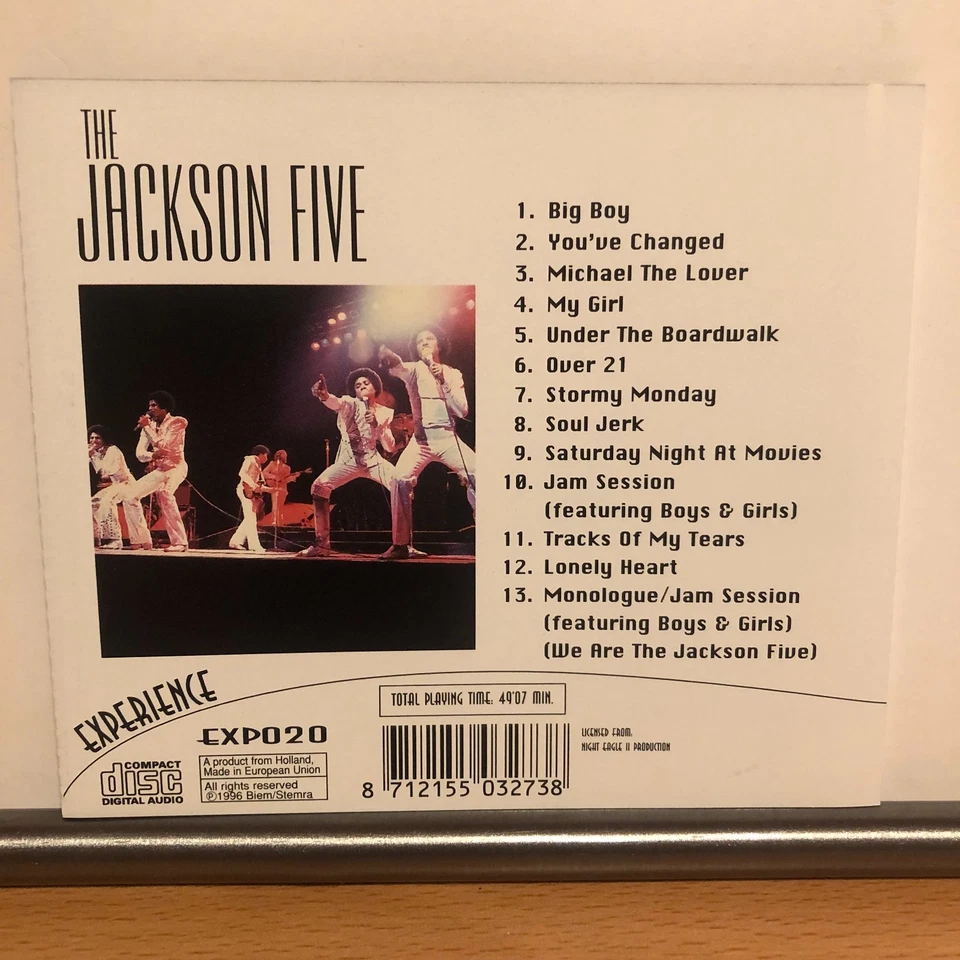 THE
JACKSON FIVE
1. Big Boy
2. You've Changed
3. Michael The Lover
4. My Girl
5. Under The Boardwalk
6. Over 21
7. Stormy Monday
8. Soul Jerk
9. Saturday Night At Movies
10. Jam Session
(featuring Boys & Girls)
11. Tracks Of My Tears
12. Lonely Heart
13. Monologue/Jam Session
(featuring Boys & Girls)
(We Are The Jackson Five)
EXPERIENCE
TOTAL PLAYING TIME: 49'07 MIN.
EXP020
COMPACT
disc
DIGITAL AUDIO
A product from Holland,
Made in European Union
All rights reserved
℗1996 Biem/Stemra
8 712155 032738
LICENSED FROM:
NIGHT EAGLE II PRODUCTION